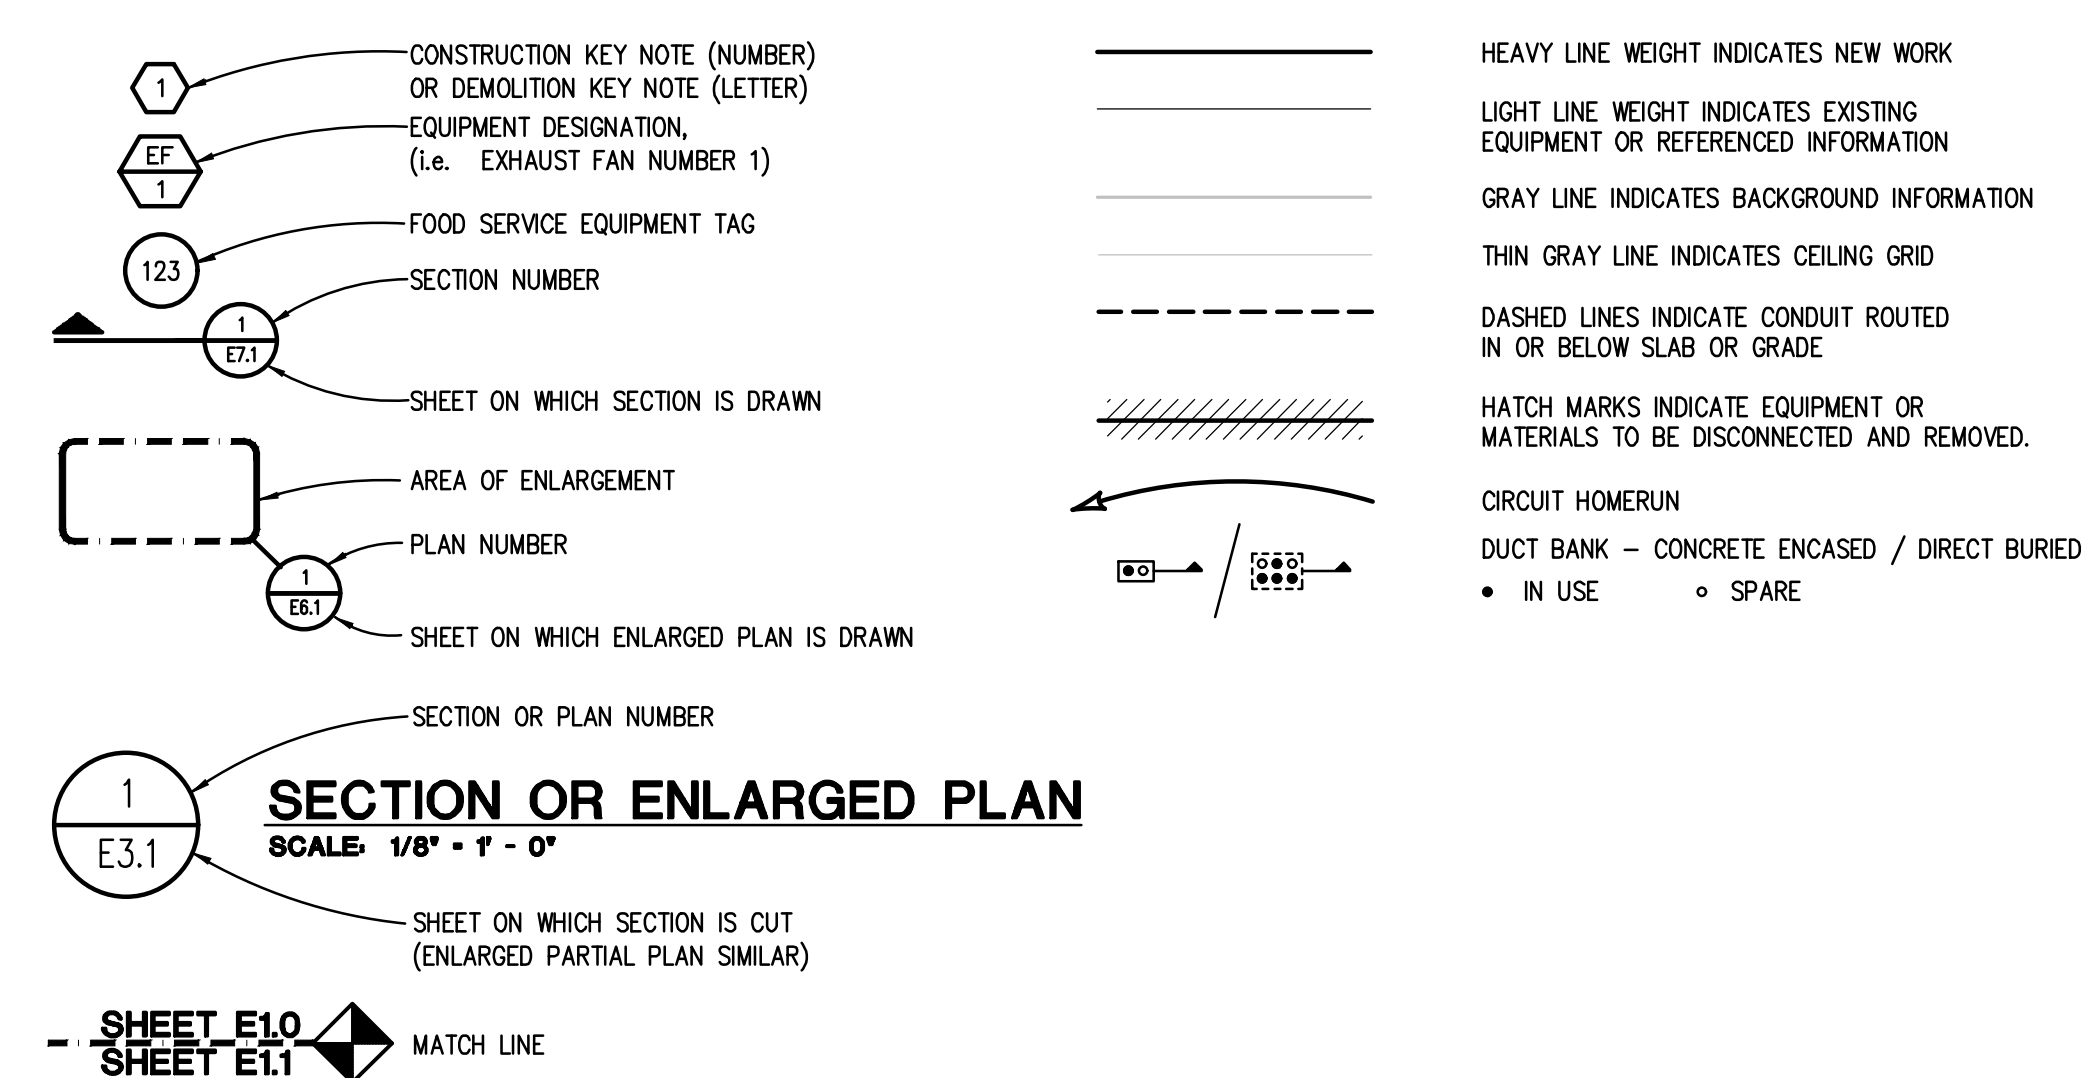 1
CONSTRUCTION KEY NOTE (NUMBER)
OR DEMOLITION KEY NOTE (LETTER)
EF
1
EQUIPMENT DESIGNATION,
(i.e. EXHAUST FAN NUMBER 1)
123
FOOD SERVICE EQUIPMENT TAG
SECTION NUMBER
1
E7.1
SHEET ON WHICH SECTION IS DRAWN
AREA OF ENLARGEMENT
PLAN NUMBER
1
E6.1
SHEET ON WHICH ENLARGED PLAN IS DRAWN
SECTION OR PLAN NUMBER
1
E3.1
SECTION OR ENLARGED PLAN
SCALE: 1/8" = 1' - 0"
SHEET ON WHICH SECTION IS CUT
(ENLARGED PARTIAL PLAN SIMILAR)
SHEET E1.0
SHEET E1.1
MATCH LINE
HEAVY LINE WEIGHT INDICATES NEW WORK
LIGHT LINE WEIGHT INDICATES EXISTING
EQUIPMENT OR REFERENCED INFORMATION
GRAY LINE INDICATES BACKGROUND INFORMATION
THIN GRAY LINE INDICATES CEILING GRID
DASHED LINES INDICATE CONDUIT ROUTED
IN OR BELOW SLAB OR GRADE
HATCH MARKS INDICATE EQUIPMENT OR
MATERIALS TO BE DISCONNECTED AND REMOVED.
CIRCUIT HOMERUN
DUCT BANK – CONCRETE ENCASED / DIRECT BURIED
IN USE
SPARE